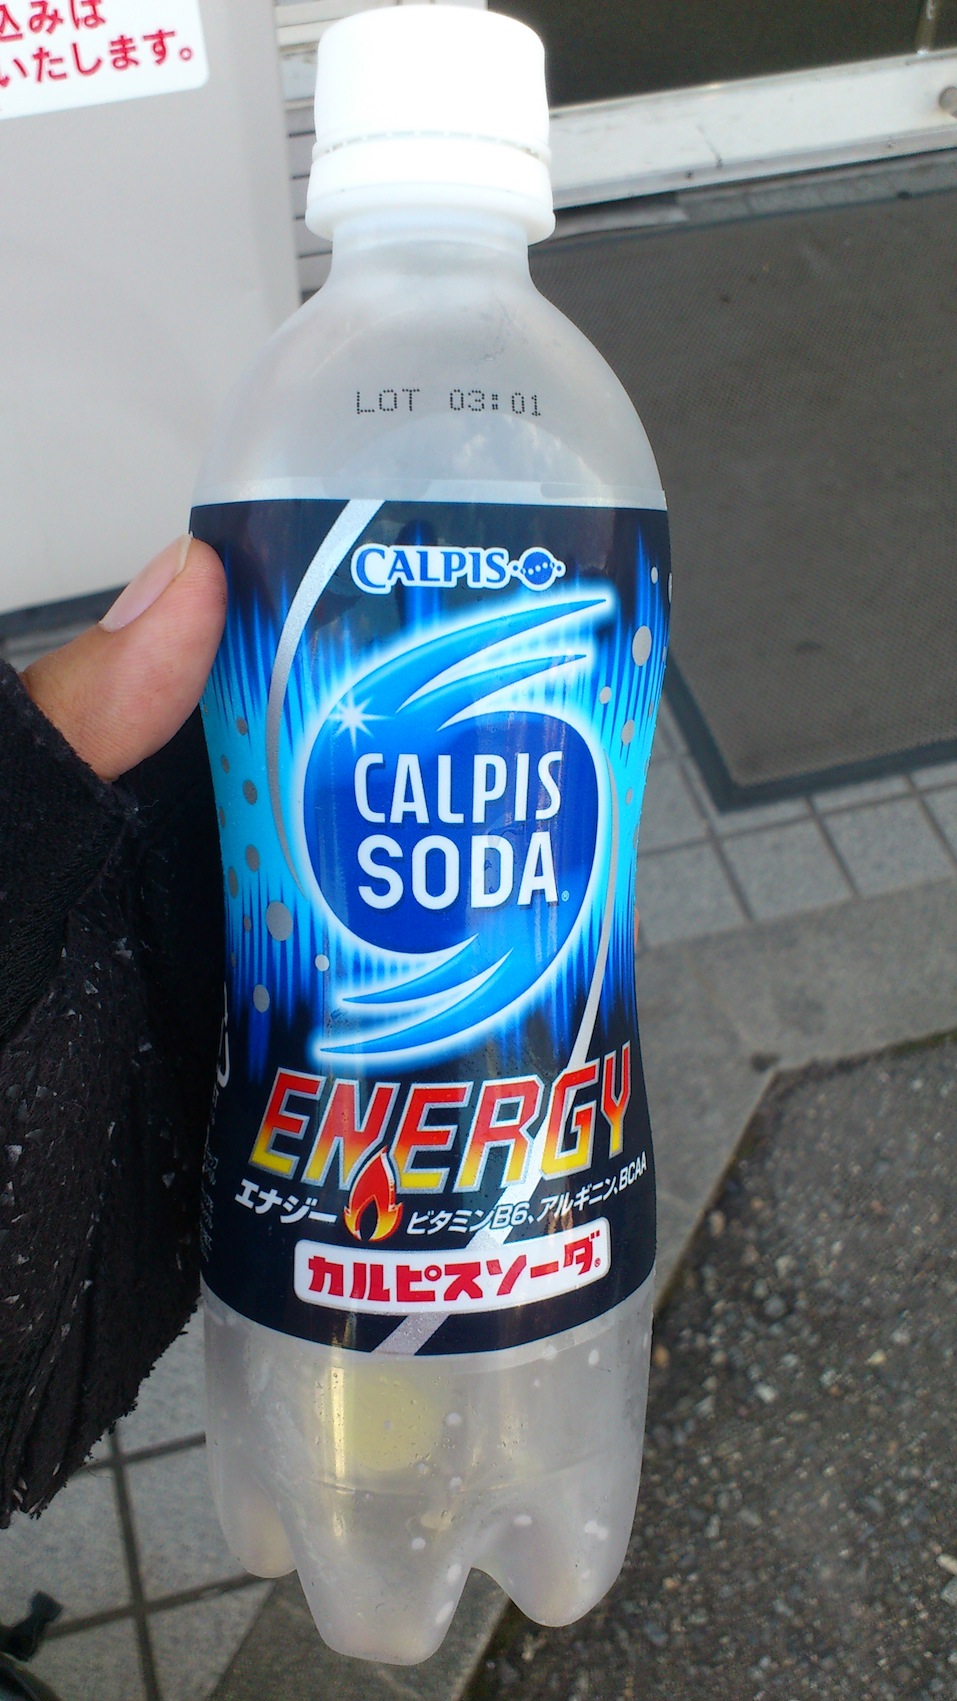 込みは
いたします。
LOT 03:01
CALPIS
CALPIS
SODA®
ENERGY
エナジー ビタミンB6、アルギニン、BCAA
カルピスソーダ®